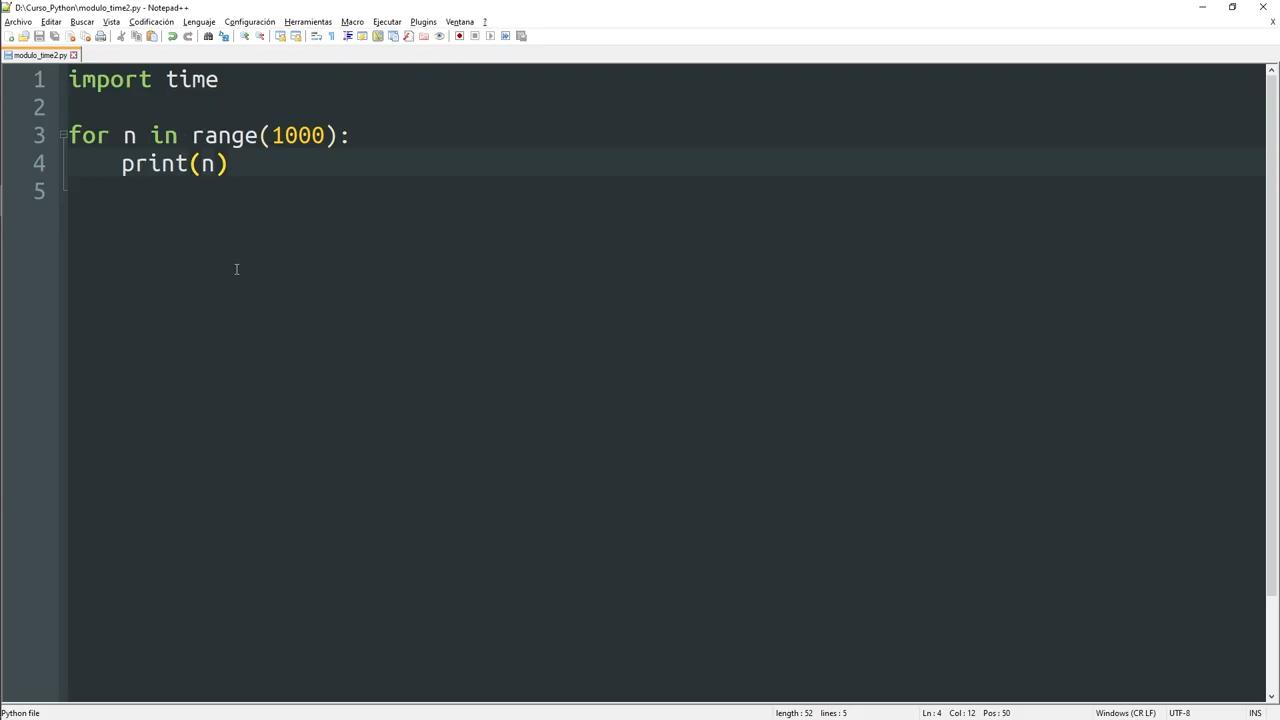 D:\Curso_Python\modulo_time2.py - Notepad++
Archivo Editar Buscar Vista Codificación Lenguaje Configuración Herramientas Macro Ejecutar Plugins Ventana ?
X
modulo_time2.py
1 import time
2
3 for n in range(1000):
4     print(n)
5
Python file length : 52 lines : 5 Ln : 4 Col : 12 Pos : 50 Windows (CR LF) UTF-8 INS